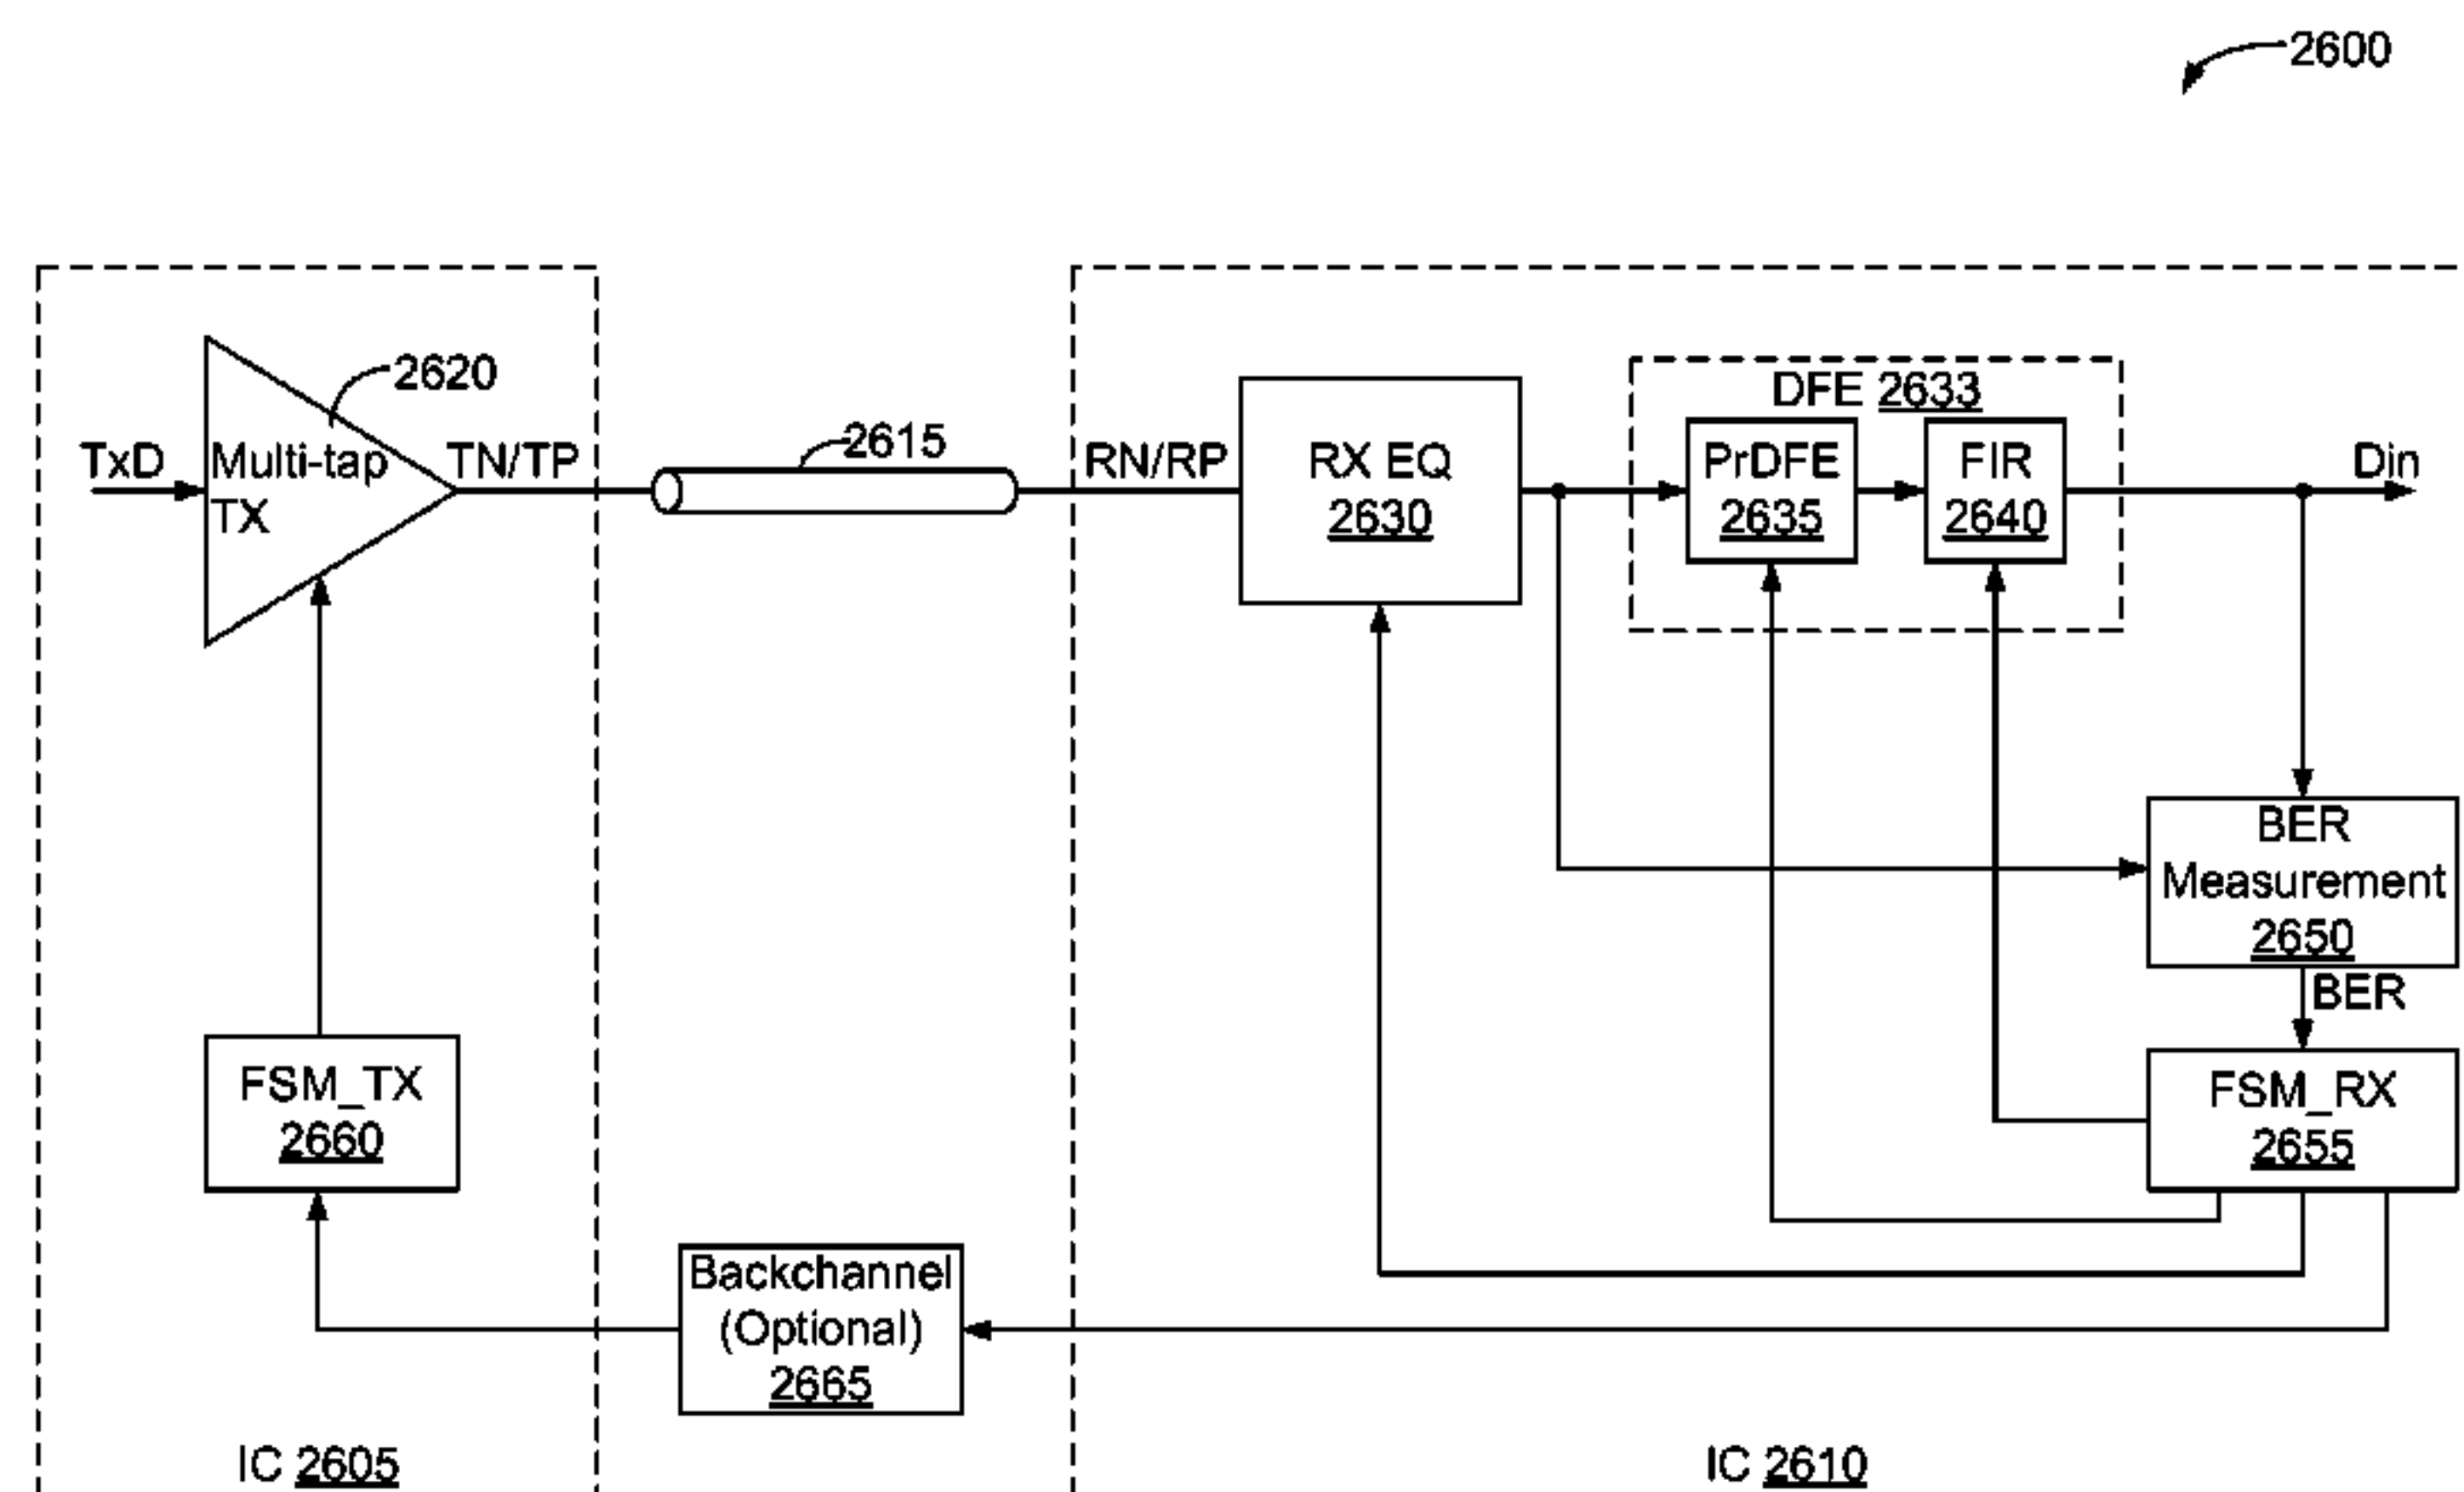 2600
2620
TxD
Multi-tap
TX
TN/TP
2615
RN/RP
RX EQ
2630
DFE 2633
PrDFE
2635
FIR
2640
Din
BER
Measurement
2650
BER
FSM_TX
2660
FSM_RX
2655
Backchannel
(Optional)
2665
IC 2605
IC 2610